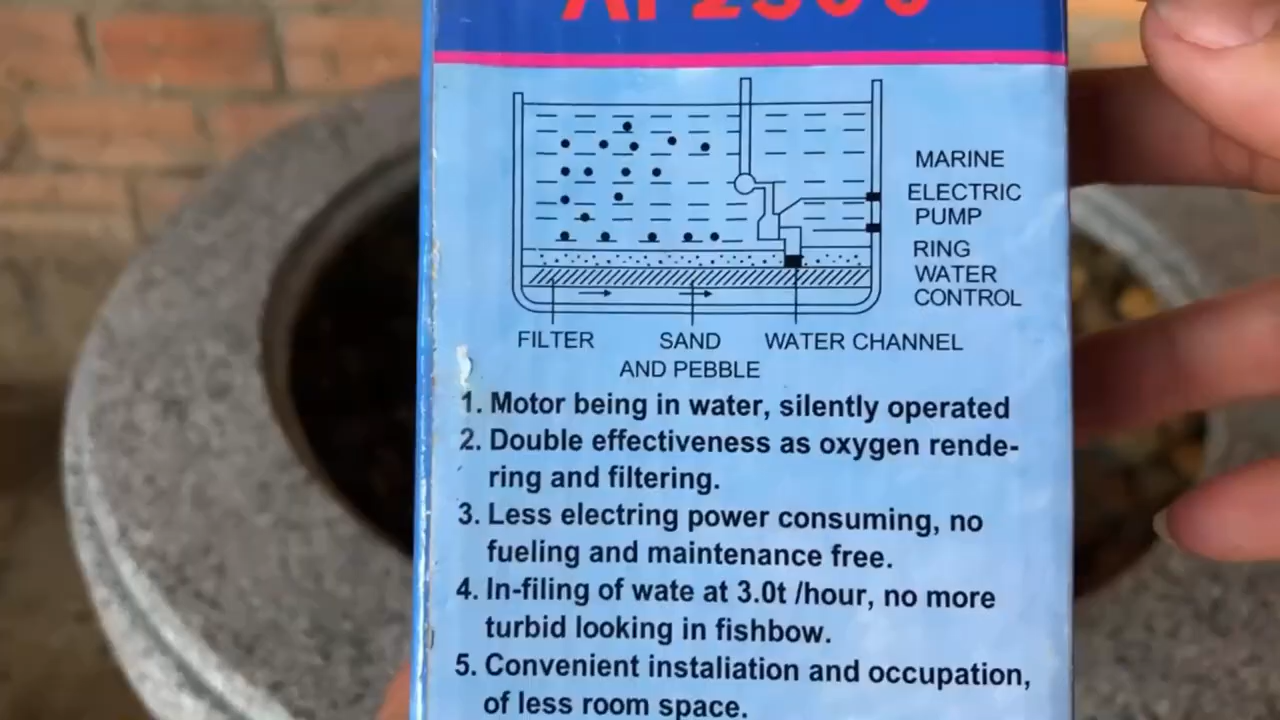 MARINE
ELECTRIC
PUMP
RING
WATER
CONTROL
FILTER SAND WATER CHANNEL
AND PEBBLE
1. Motor being in water, silently operated
2. Double effectiveness as oxygen rende-
ring and filtering.
3. Less electring power consuming, no
fueling and maintenance free.
4. In-filing of wate at 3.0t /hour, no more
turbid looking in fishbow.
5. Convenient instaliation and occupation,
of less room space.